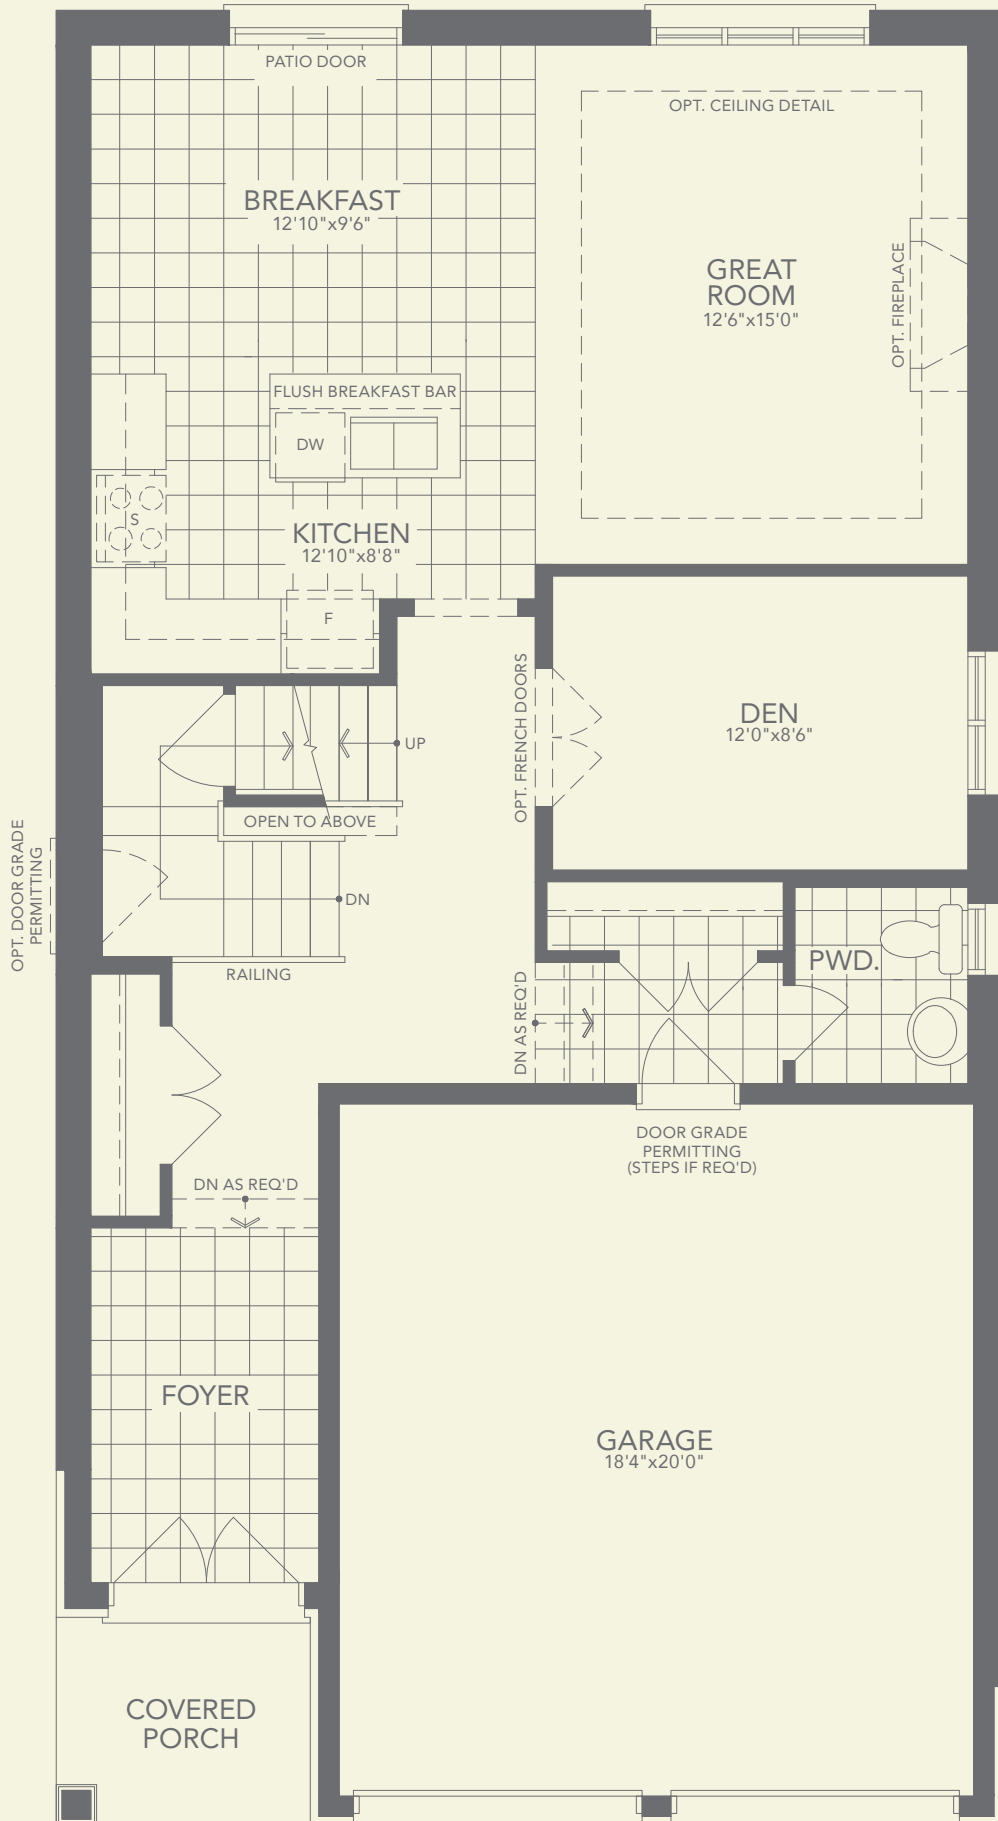 PATIO DOOR
OPT. CEILING DETAIL
BREAKFAST
12'10"x9'6"
GREAT
ROOM
12'6"x15'0"
OPT. FIREPLACE
FLUSH BREAKFAST BAR
DW
S
KITCHEN
12'10"x8'8"
F
OPT. FRENCH DOORS
DEN
12'0"x8'6"
UP
OPEN TO ABOVE
OPT. DOOR GRADE
PERMITTING
DN
RAILING
PWD.
DN AS REQ'D
DOOR GRADE
PERMITTING
(STEPS IF REQ'D)
DN AS REQ'D
FOYER
GARAGE
18'4"x20'0"
COVERED
PORCH